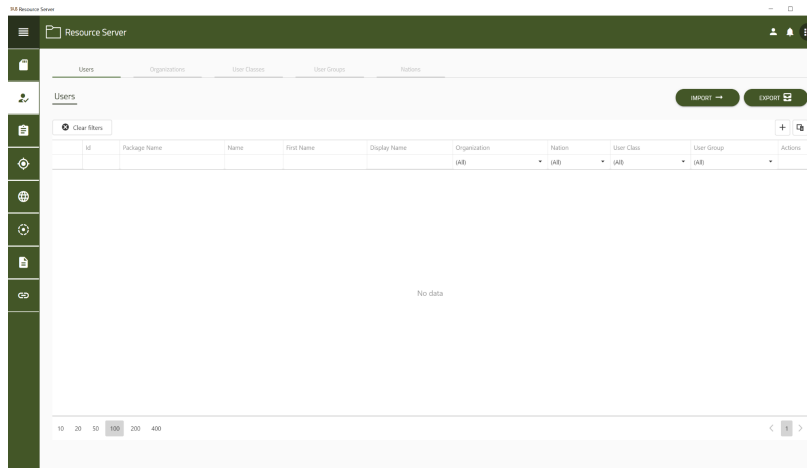 Resource Server
Resource Server
Users Organizations User Classes User Groups Nations
Users
IMPORT → EXPORT
Clear filters
Id Package Name Name First Name Display Name Organization Nation User Class User Group Actions
(All) (All) (All) (All)
No data
10 20 50 100 200 400
1